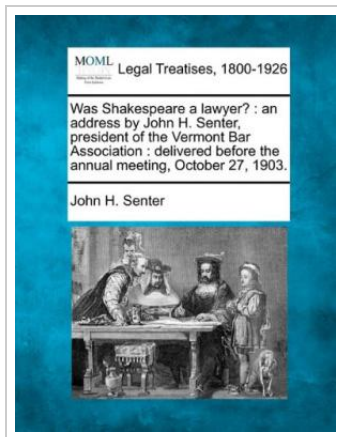 MOML
Legal Treatises, 1800-1926
Was Shakespeare a lawyer? : an
address by John H. Senter,
president of the Vermont Bar
Association : delivered before the
annual meeting, October 27, 1903.
John H. Senter